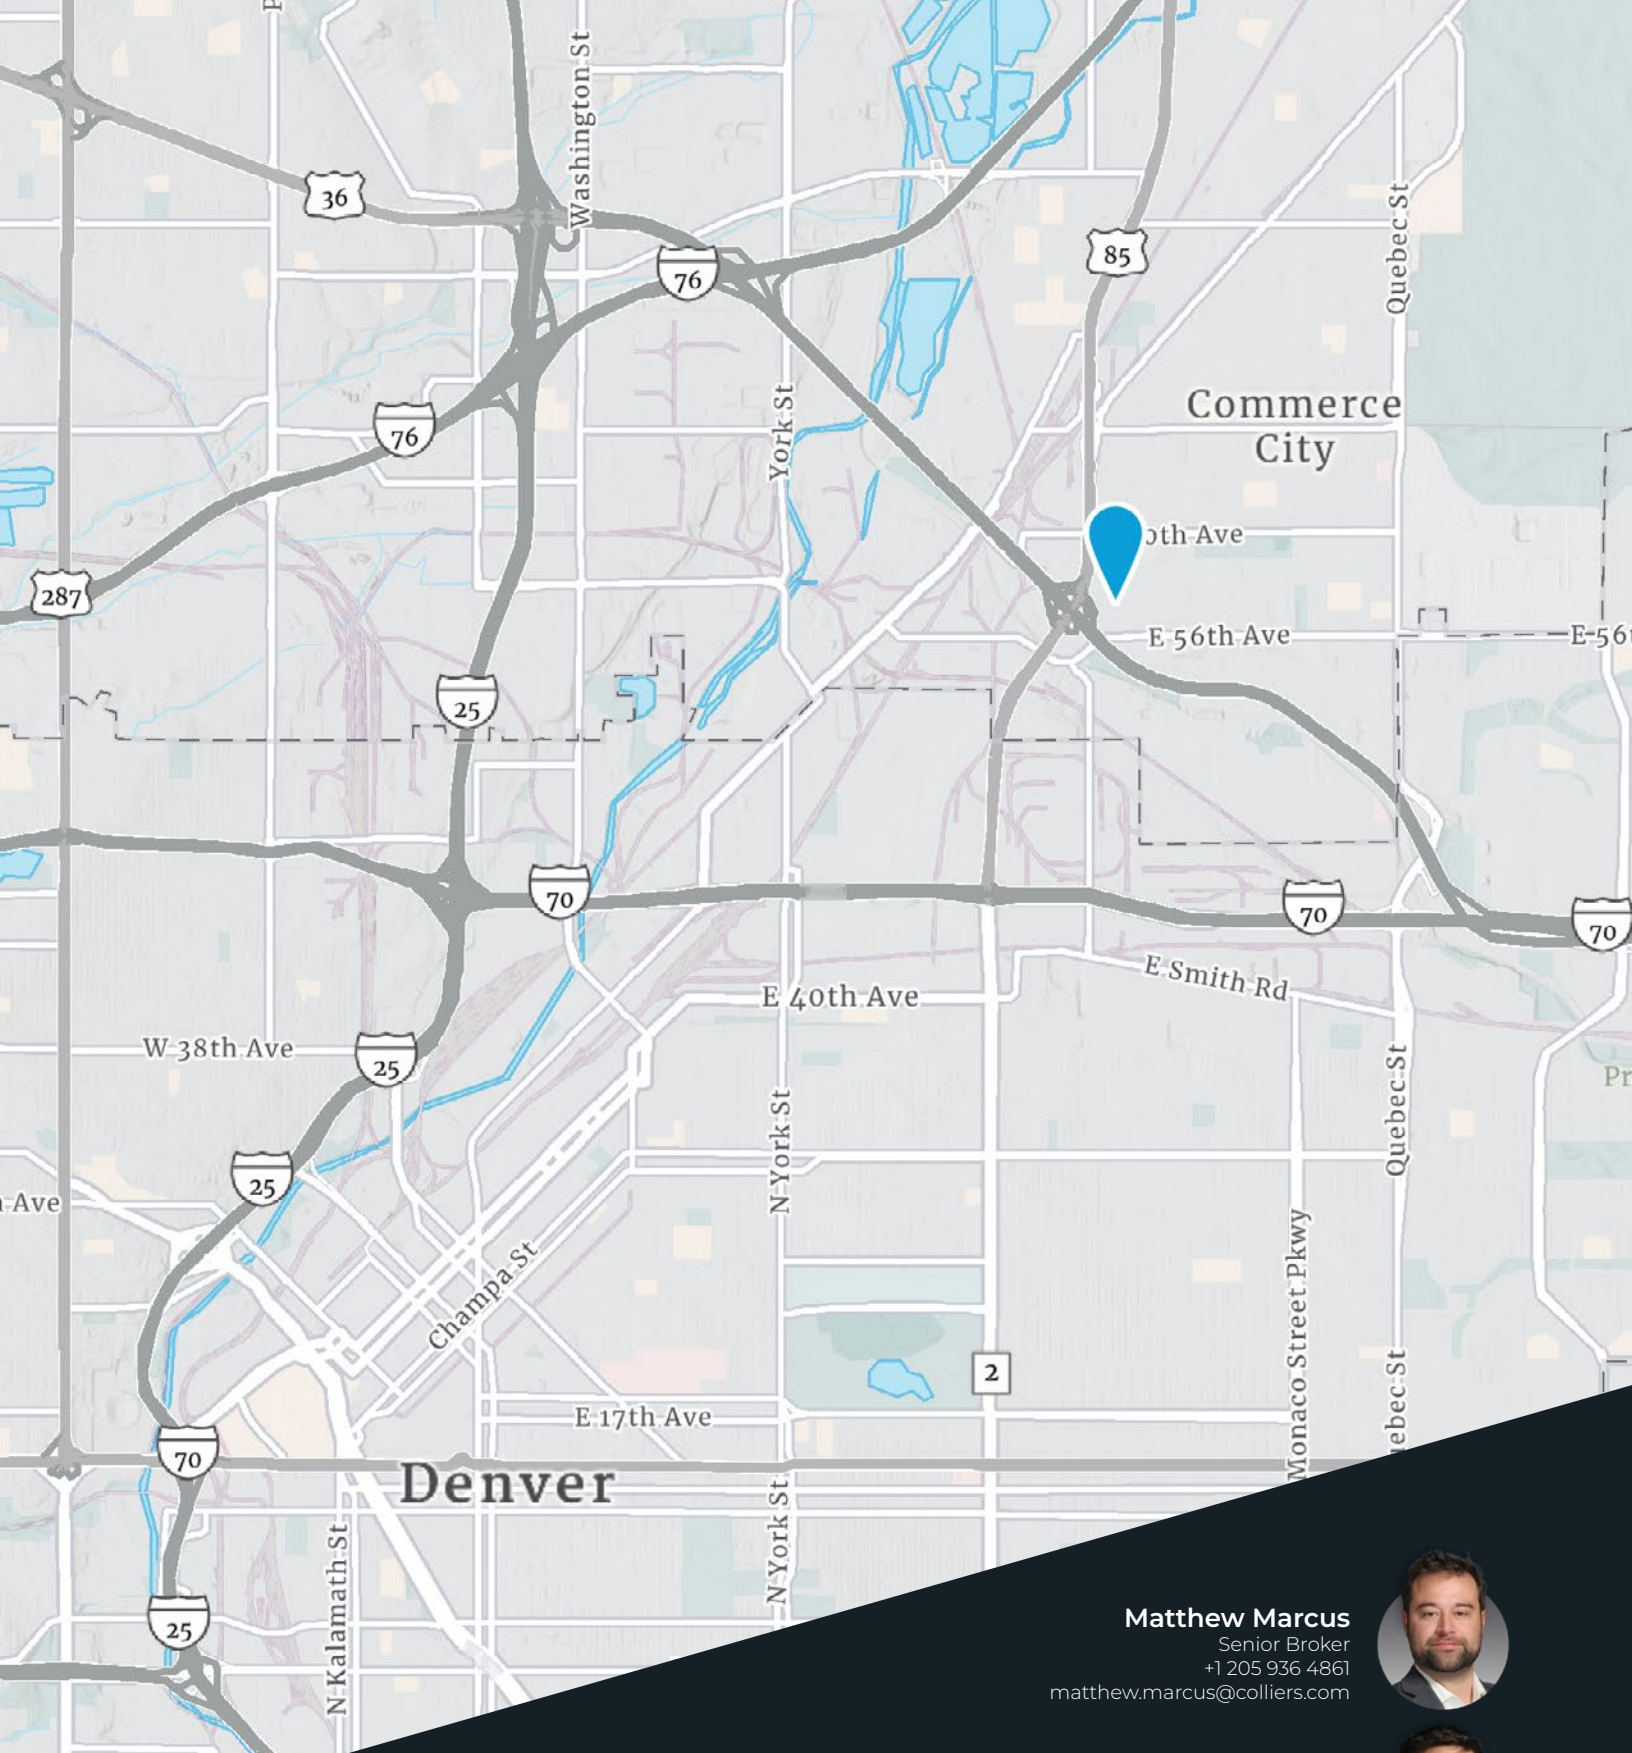 Washington St
36
76
85
Quebec St
Commerce
City
York St
76
0th Ave
287
E 56th Ave
E 56
25
70
70
70
E Smith Rd
E 40th Ave
W 38th Ave
25
Quebec St
Pr
N York St
25
Ave
Champa St
Monaco Street Pkwy
2
uebec St
E 17th Ave
70
Denver
N York St
N Kalamath St
25
Matthew Marcus
Senior Broker
+1 205 936 4861
matthew.marcus@colliers.com